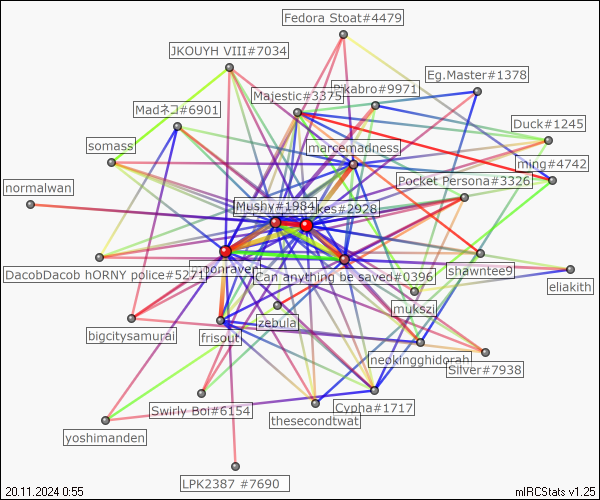 Fedora Stoat#4479
JKOUYH VIII#7034
Eg.Master#1378
Majestic#3375
Pikabro#9971
Madネコ#6901
Duck#1245
somass
marcemadness
ming#4742
Pocket Persona#3326
normalwan
Mushy#1984
kes#2928
DacobDacob hORNY police#5271
onraven
Can anything be saved#0396
shawntee9
eliakith
mukszi
zebula
bigcitysamurai
frisout
neokingghidorah
Silver#7938
Swirly Boi#6154
Cypha#1717
thesecondtwat
yoshimanden
LPK2387 #7690
20.11.2024 0:55
mIRCStats v1.25